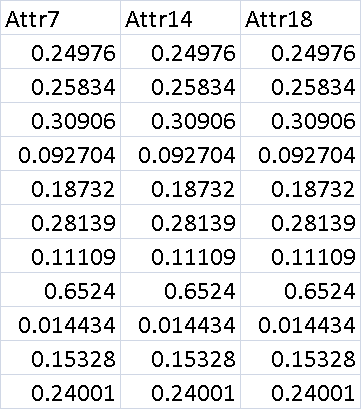 Attr7 Attr14 Attr18
0.24976 0.24976 0.24976
0.25834 0.25834 0.25834
0.30906 0.30906 0.30906
0.092704 0.092704 0.092704
0.18732 0.18732 0.18732
0.28139 0.28139 0.28139
0.11109 0.11109 0.11109
0.6524 0.6524 0.6524
0.014434 0.014434 0.014434
0.15328 0.15328 0.15328
0.24001 0.24001 0.24001